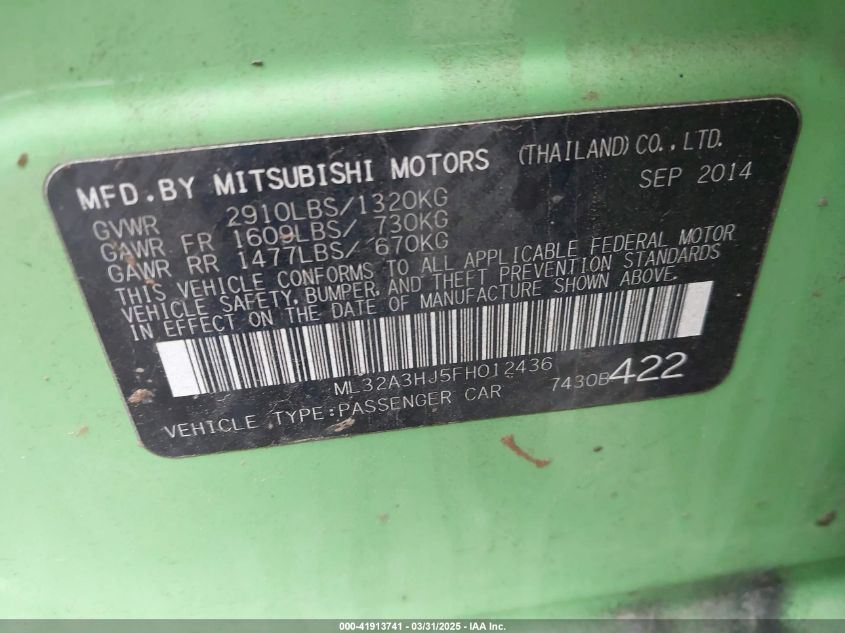 MFD.BY MITSUBISHI MOTORS (THAILAND) CO., LTD.
SEP 2014
GVWR 2910LBS/1320KG
GAWR FR 1609LBS/ 730KG
GAWR RR 1477LBS/ 670KG
THIS VEHICLE CONFORMS TO ALL APPLICABLE FEDERAL MOTOR
VEHICLE SAFETY, BUMPER, AND THEFT PREVENTION STANDARDS
IN EFFECT ON THE DATE OF MANUFACTURE SHOWN ABOVE.
ML32A3HJ5FH012436
7430B422
VEHICLE TYPE:PASSENGER CAR
000-41913741 - 03/31/2025 - IAA Inc.